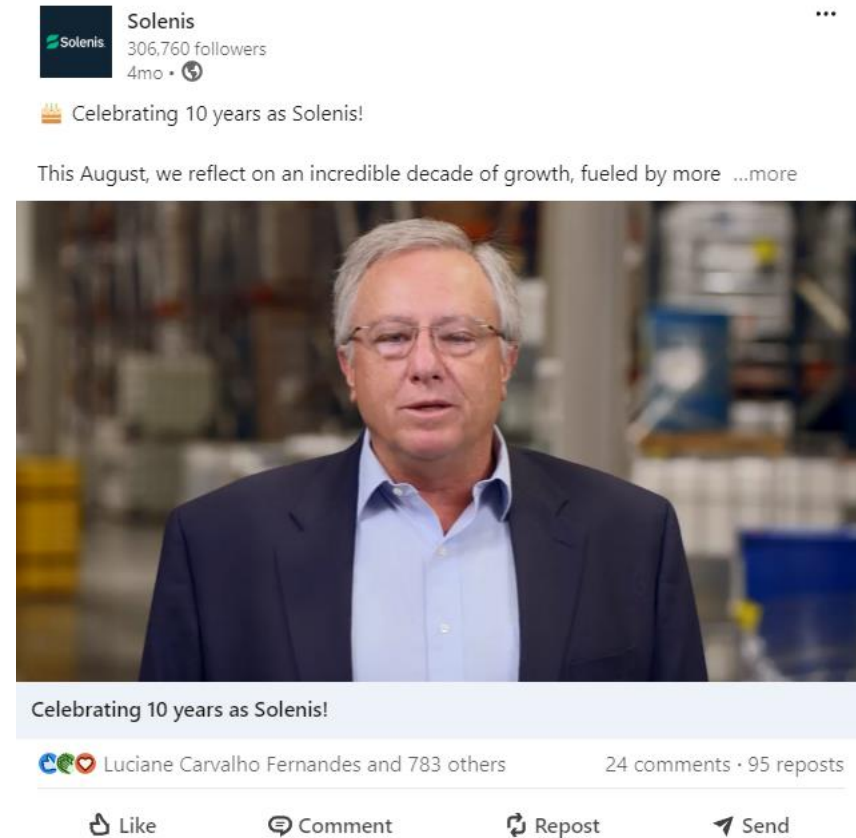 Solenis
Solenis
306,760 followers
4mo •
Celebrating 10 years as Solenis!
This August, we reflect on an incredible decade of growth, fueled by more ...more
Celebrating 10 years as Solenis!
Luciane Carvalho Fernandes and 783 others
24 comments · 95 reposts
Like
Comment
Repost
Send